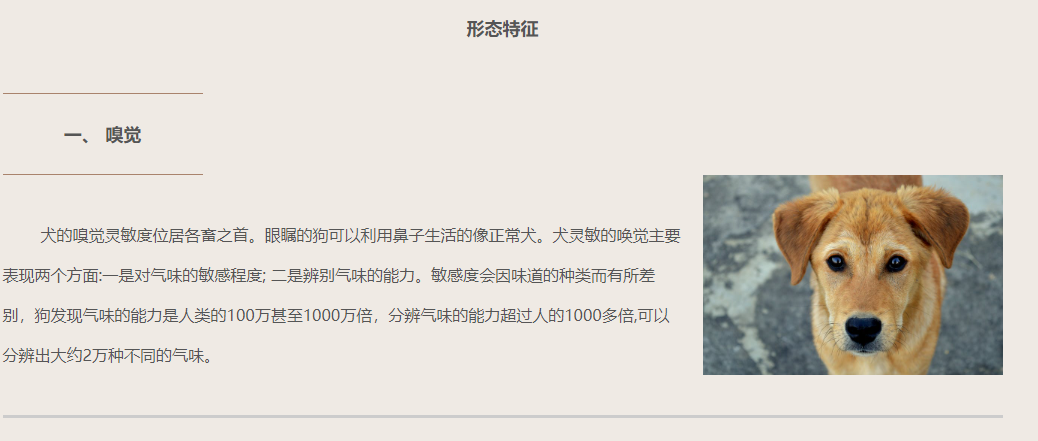 形态特征
一、 嗅觉
犬的嗅觉灵敏度位居各畜之首。眼瞩的狗可以利用鼻子生活的像正常犬。犬灵敏的唤觉主要
表现两个方面:一是对气味的敏感程度; 二是辨别气味的能力。敏感度会因味道的种类而有所差
别，狗发现气味的能力是人类的100万甚至1000万倍，分辨气味的能力超过人的1000多倍,可以
分辨出大约2万种不同的气味。